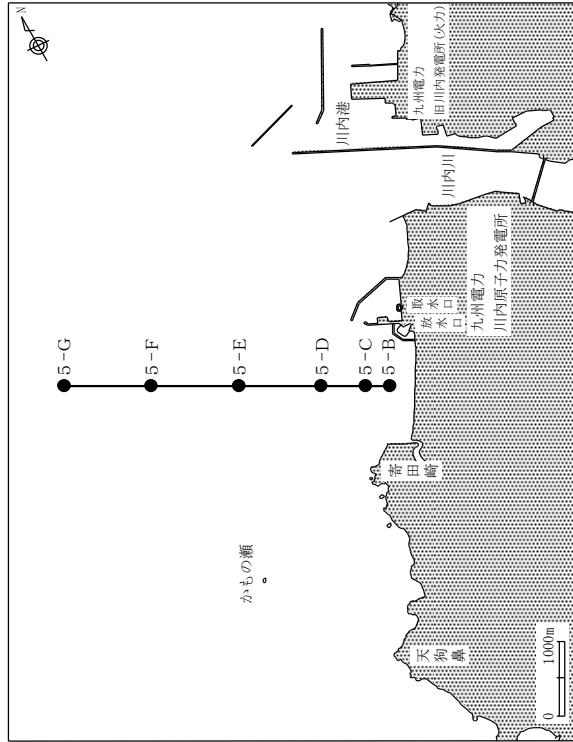 N
5-G
5-F
5-E
5-D
5-C
5-B
川内港
九州電力
旧川内発電所(火力)
川内川
取水口
放水口
九州電力
川内原子力発電所
寄田崎
かもの瀬
天狗鼻
0 1000m